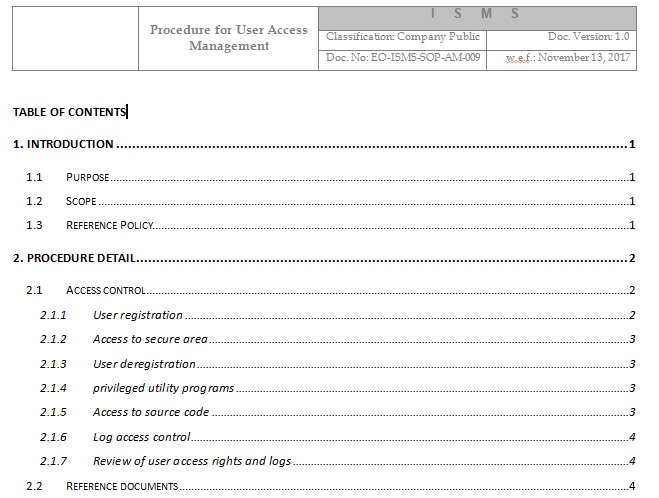 I S M S
Procedure for User Access
Management
Classification: Company Public
Doc. Version: 1.0
Doc. No: EO-ISMS-SOP-AM-009
w.e.f.: November 13, 2017
TABLE OF CONTENTS
1. INTRODUCTION ........ 1
1.1 PURPOSE ........ 1
1.2 SCOPE ........ 1
1.3 REFERENCE POLICY ........ 1
2. PROCEDURE DETAIL ........ 2
2.1 ACCESS CONTROL ........ 2
2.1.1 User registration ........ 2
2.1.2 Access to secure area ........ 3
2.1.3 User deregistration ........ 3
2.1.4 privileged utility programs ........ 3
2.1.5 Access to source code ........ 3
2.1.6 Log access control ........ 4
2.1.7 Review of user access rights and logs ........ 4
2.2 REFERENCE DOCUMENTS ........ 4